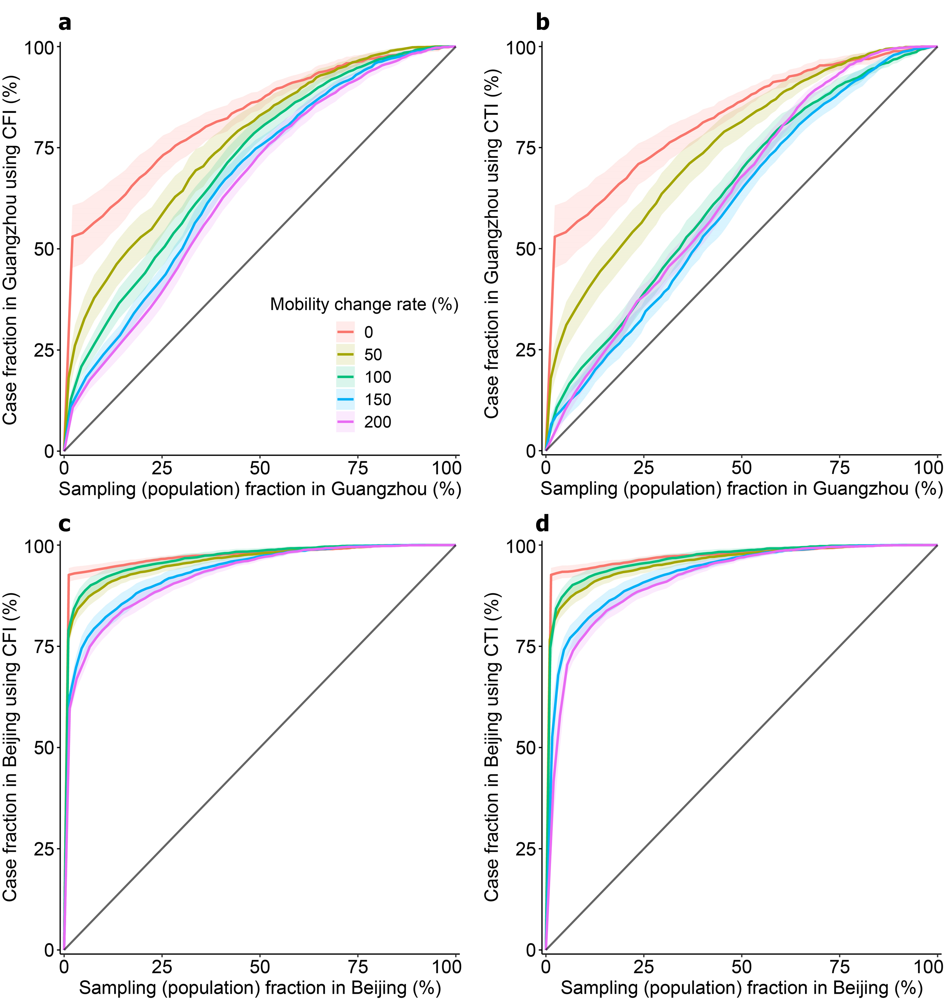 a
Case fraction in Guangzhou using CFI (%)
100
75
50
25
0
Mobility change rate (%)
0
50
100
150
200
0 25 50 75 100
Sampling (population) fraction in Guangzhou (%)
b
Case fraction in Guangzhou using CTI (%)
100
75
50
25
0
0 25 50 75 100
Sampling (population) fraction in Guangzhou (%)
c
Case fraction in Beijing using CFI (%)
100
75
50
25
0
0 25 50 75 100
Sampling (population) fraction in Beijing (%)
d
Case fraction in Beijing using CTI (%)
100
75
50
25
0
0 25 50 75 100
Sampling (population) fraction in Beijing (%)